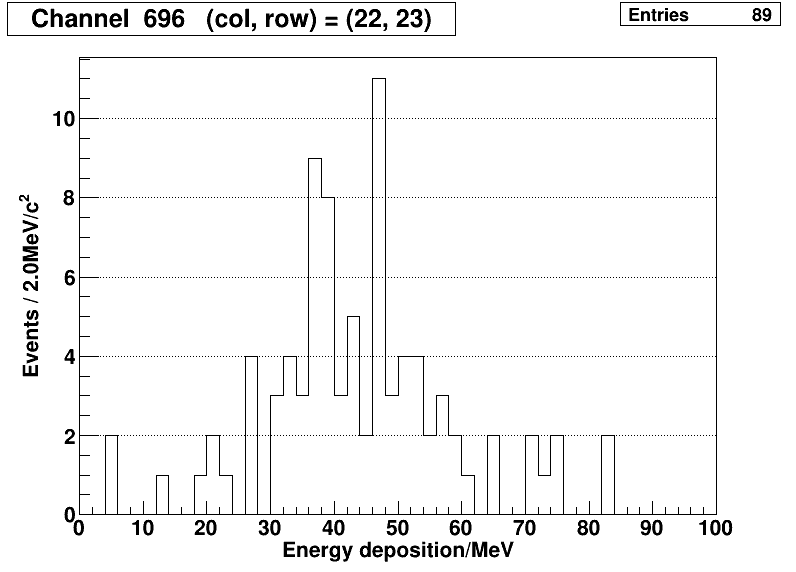 Channel 696 (col, row) = (22, 23)
Entries 89
Events / 2.0MeV/c²
10
8
6
4
2
0
0 10 20 30 40 50 60 70 80 90 100
Energy deposition/MeV